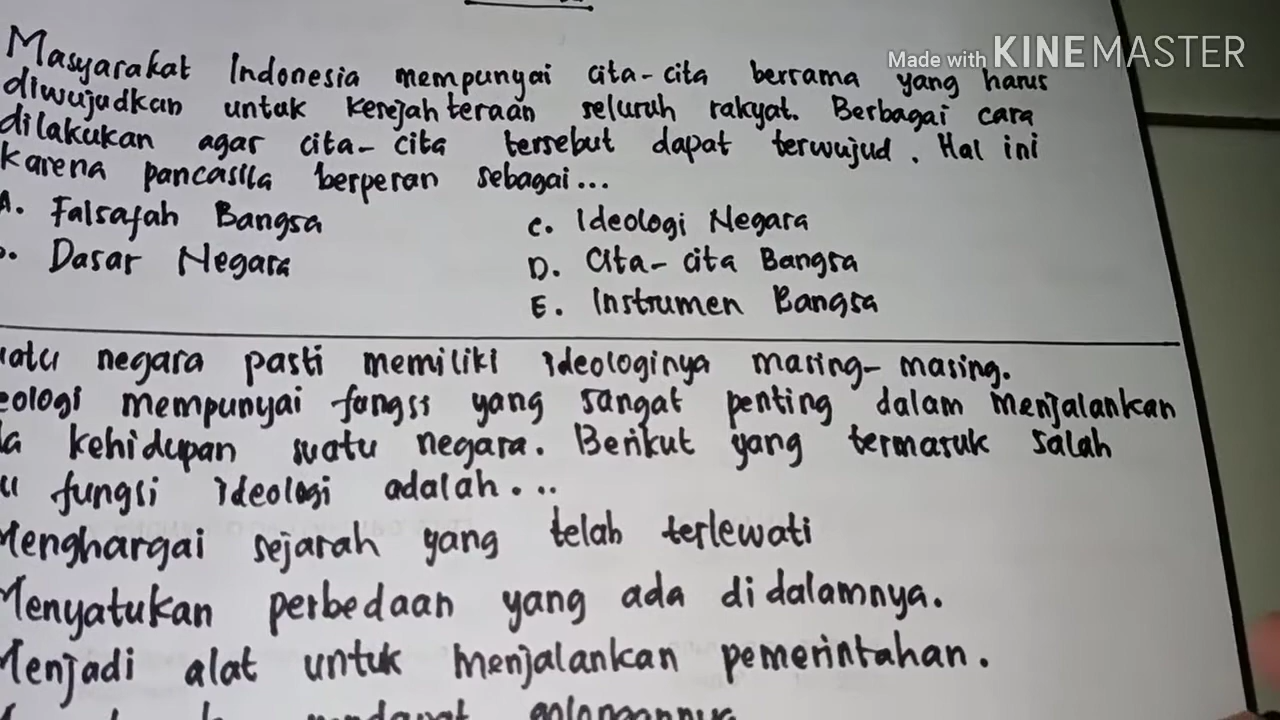 Made with KINEMASTER
Masyarakat Indonesia mempunyai cita-cita bersama yang harus
diwujudkan untuk kesejahteraan seluruh rakyat. Berbagai cara
dilakukan agar cita-cita tersebut dapat terwujud. Hal ini
karena pancasila berperan sebagai...
A. Falsafah Bangsa
C. Ideologi Negara
Dasar Negara
D. Cita-cita Bangsa
E. Instrumen Bangsa
negara pasti memiliki ideologinya masing-masing.
mempunyai fungsi yang sangat penting dalam menjalankan
kehidupan suatu negara. Berikut yang termasuk salah
fungsi ideologi adalah...
Menghargai sejarah yang telah terlewati
Menyatukan perbedaan yang ada didalamnya.
Menjadi alat untuk menjalankan pemerintahan.